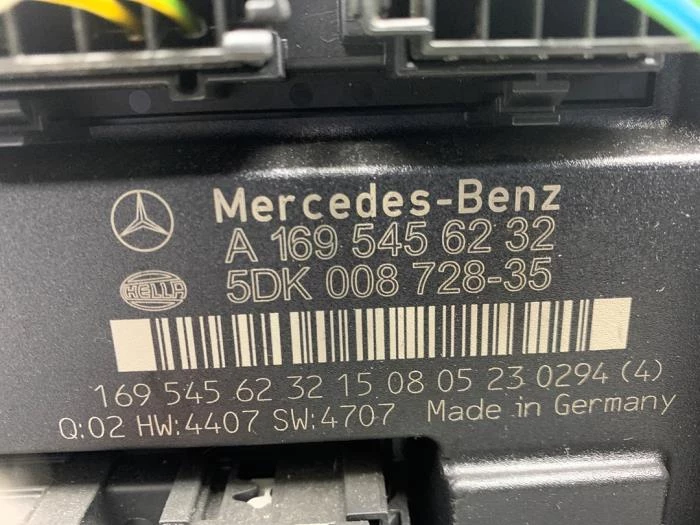 Mercedes-Benz
A 169 545 62 32
HELLA
5DK 008 728-35
169 545 62 32 15 08 05 23 0294 (4)
Q:02 HW:4407 SW:4707 Made in Germany